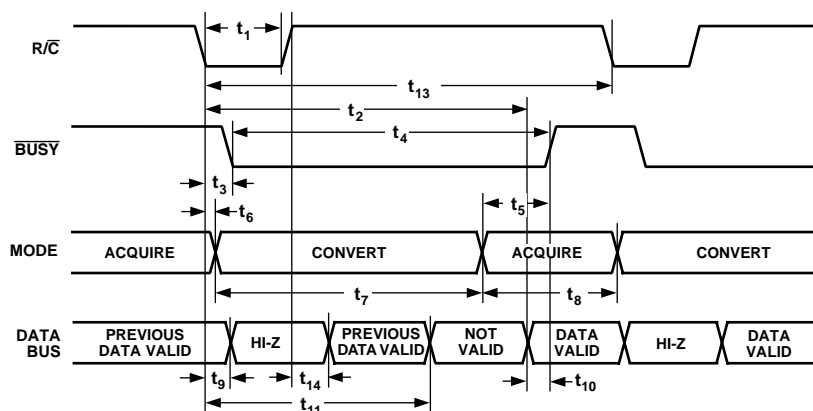 t1
R/C̅
t13
t2
t4
B̅U̅S̅Y̅
t3
t5
t6
MODE
ACQUIRE
CONVERT
ACQUIRE
CONVERT
t7
t8
DATA
BUS
PREVIOUS
DATA VALID
HI-Z
PREVIOUS
DATA VALID
NOT
VALID
DATA
VALID
HI-Z
DATA
VALID
t9
t14
t10
t11